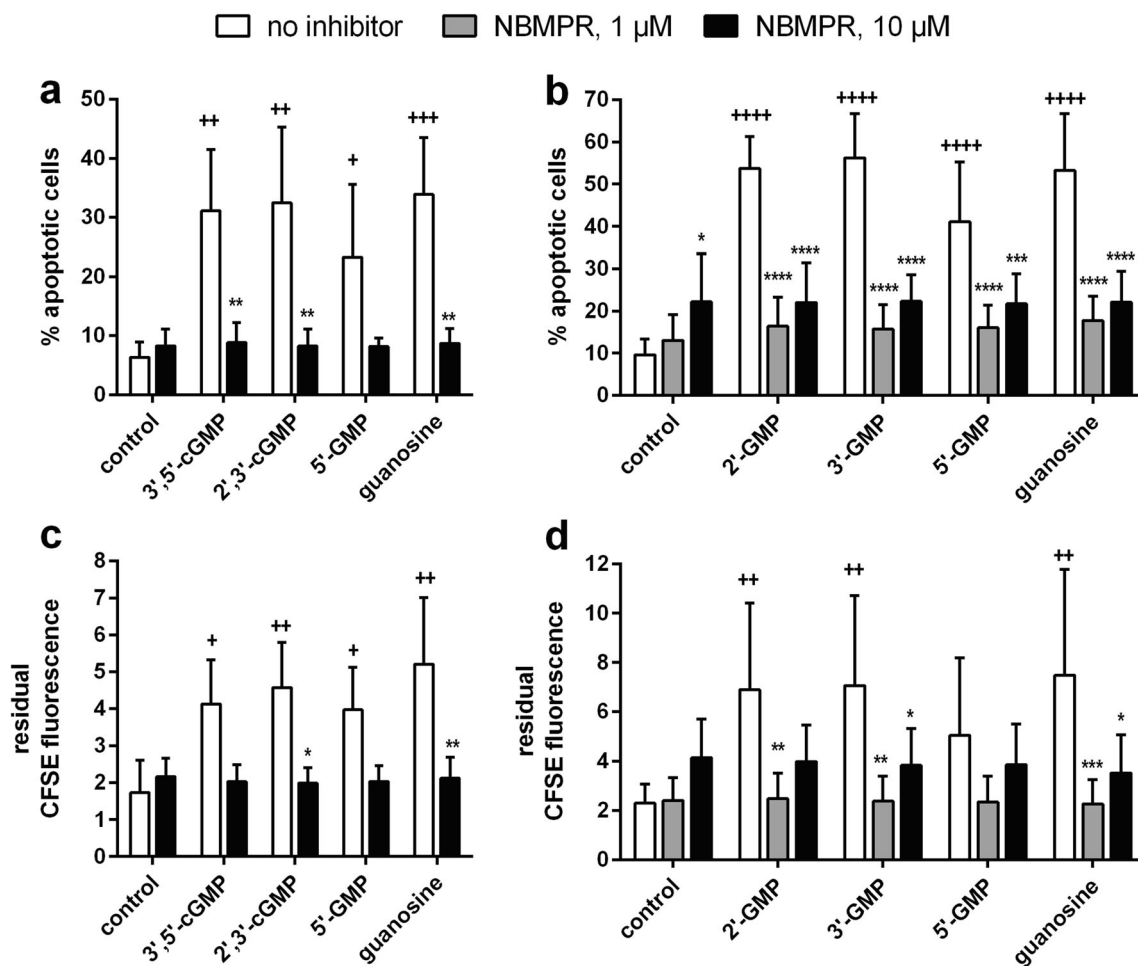 no inhibitor NBMPR, 1 µM NBMPR, 10 µM
a
% apoptotic cells
50
40
30
20
10
0
++ ++ + +++
** ** **
control 3',5'-cGMP 2',3'-cGMP 5'-GMP guanosine
b
% apoptotic cells
70
60
50
40
30
20
10
0
++++ ++++ ++++ ++++
* **** **** **** **** **** *** **** ****
control 2'-GMP 3'-GMP 5'-GMP guanosine
c
residual
CFSE fluorescence
8
7
6
5
4
3
2
1
0
+ ++ + ++
* **
control 3',5'-cGMP 2',3'-cGMP 5'-GMP guanosine
d
residual
CFSE fluorescence
12
10
8
6
4
2
0
++ ++ ++
** ** * *** *
control 2'-GMP 3'-GMP 5'-GMP guanosine